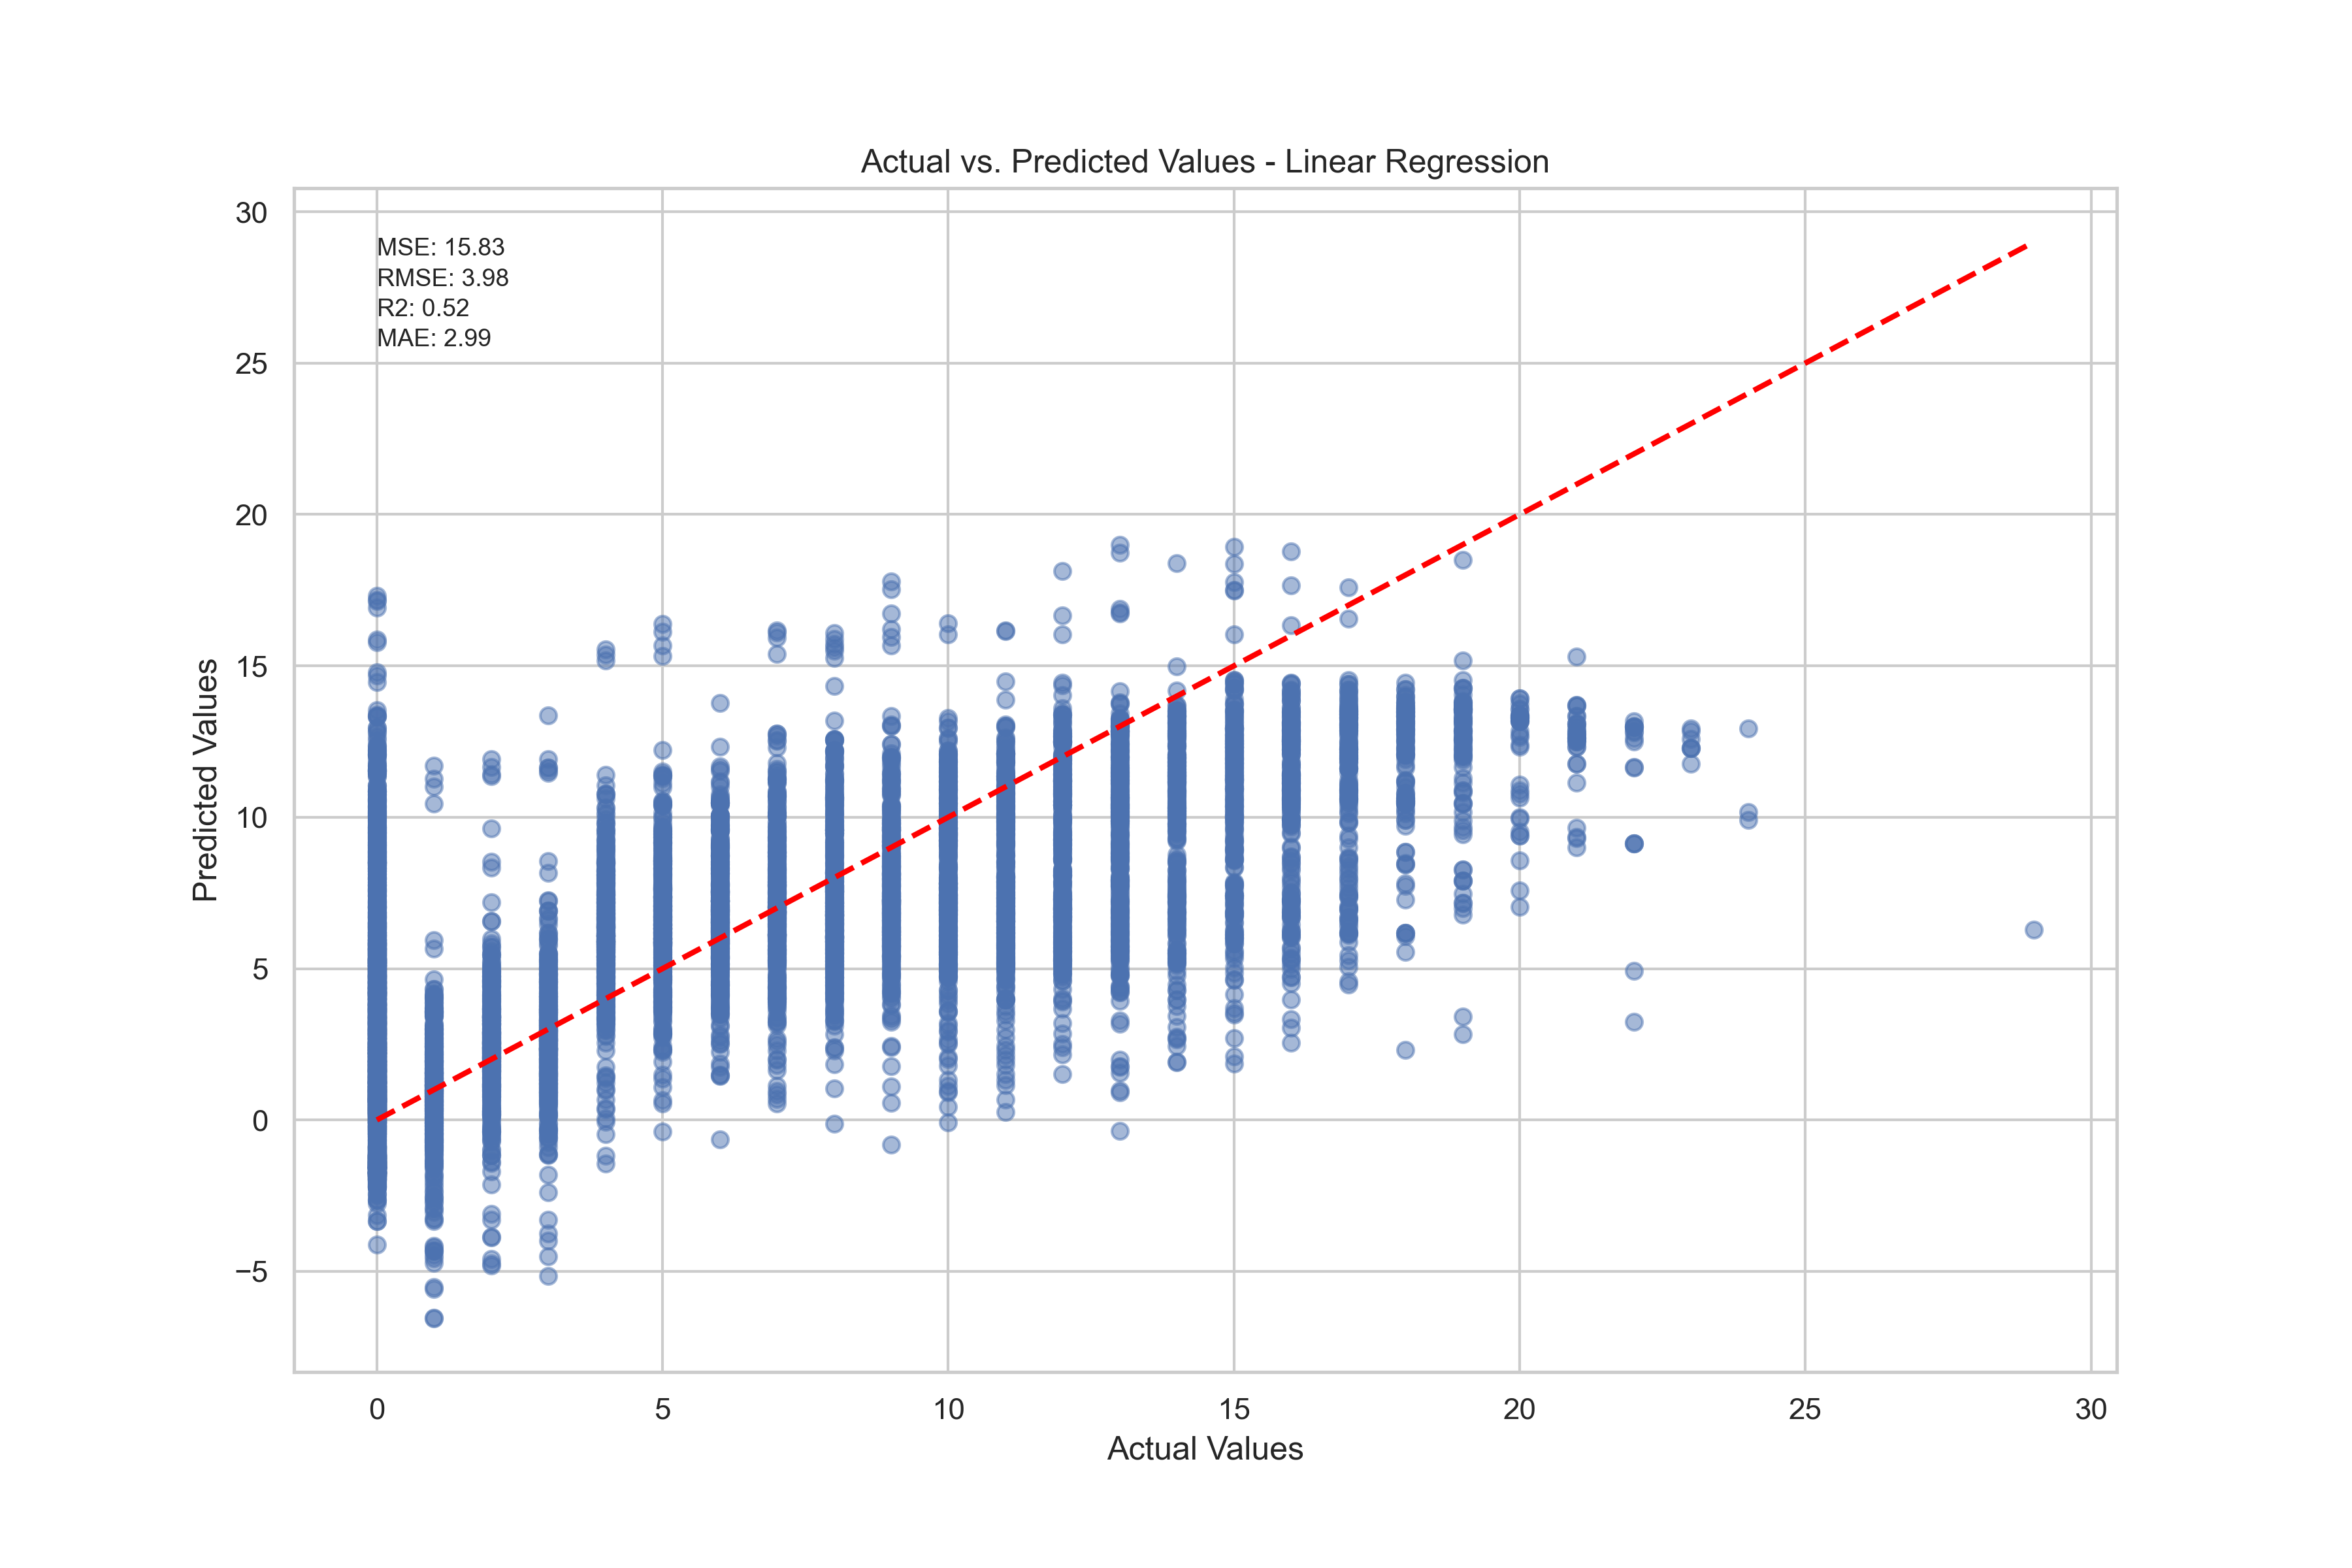 Actual vs. Predicted Values - Linear Regression
30
MSE: 15.83
RMSE: 3.98
R2: 0.52
MAE: 2.99
25
20
15
10
5
0
−5
Predicted Values
0 5 10 15 20 25 30
Actual Values